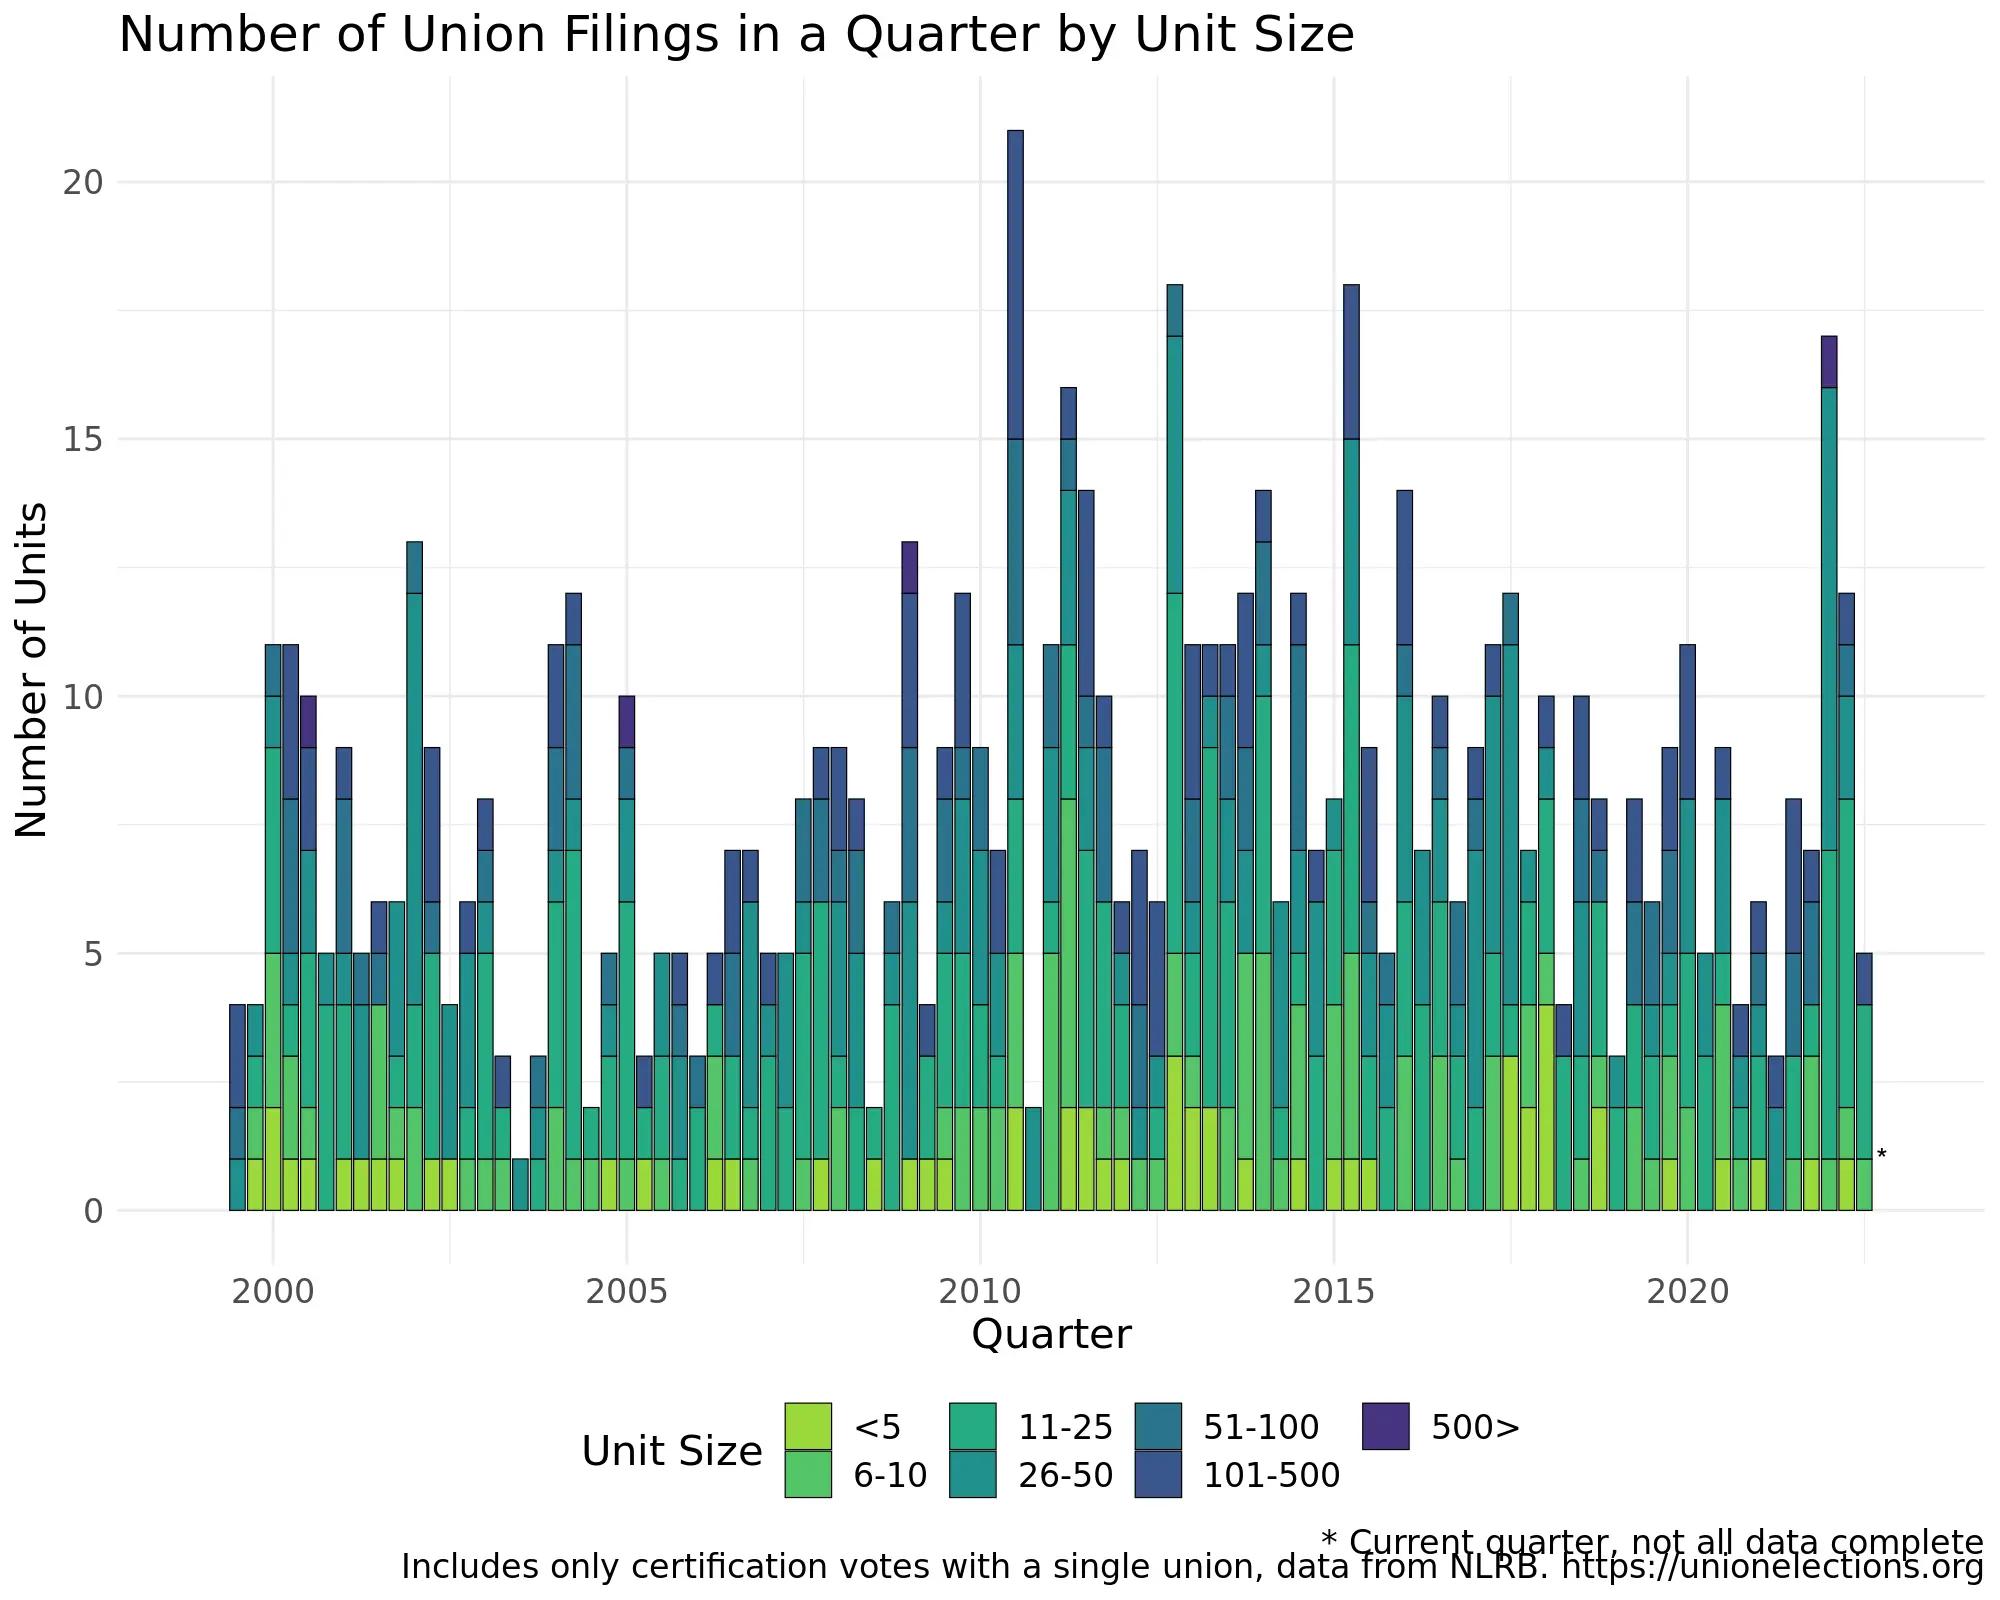 Number of Union Filings in a Quarter by Unit Size
Number of Units
20
15
10
5
0
*
2000 2005 2010 2015 2020
Quarter
Unit Size
<5 11-25 51-100 500>
6-10 26-50 101-500
* Current quarter, not all data complete
Includes only certification votes with a single union, data from NLRB. https://unionelections.org